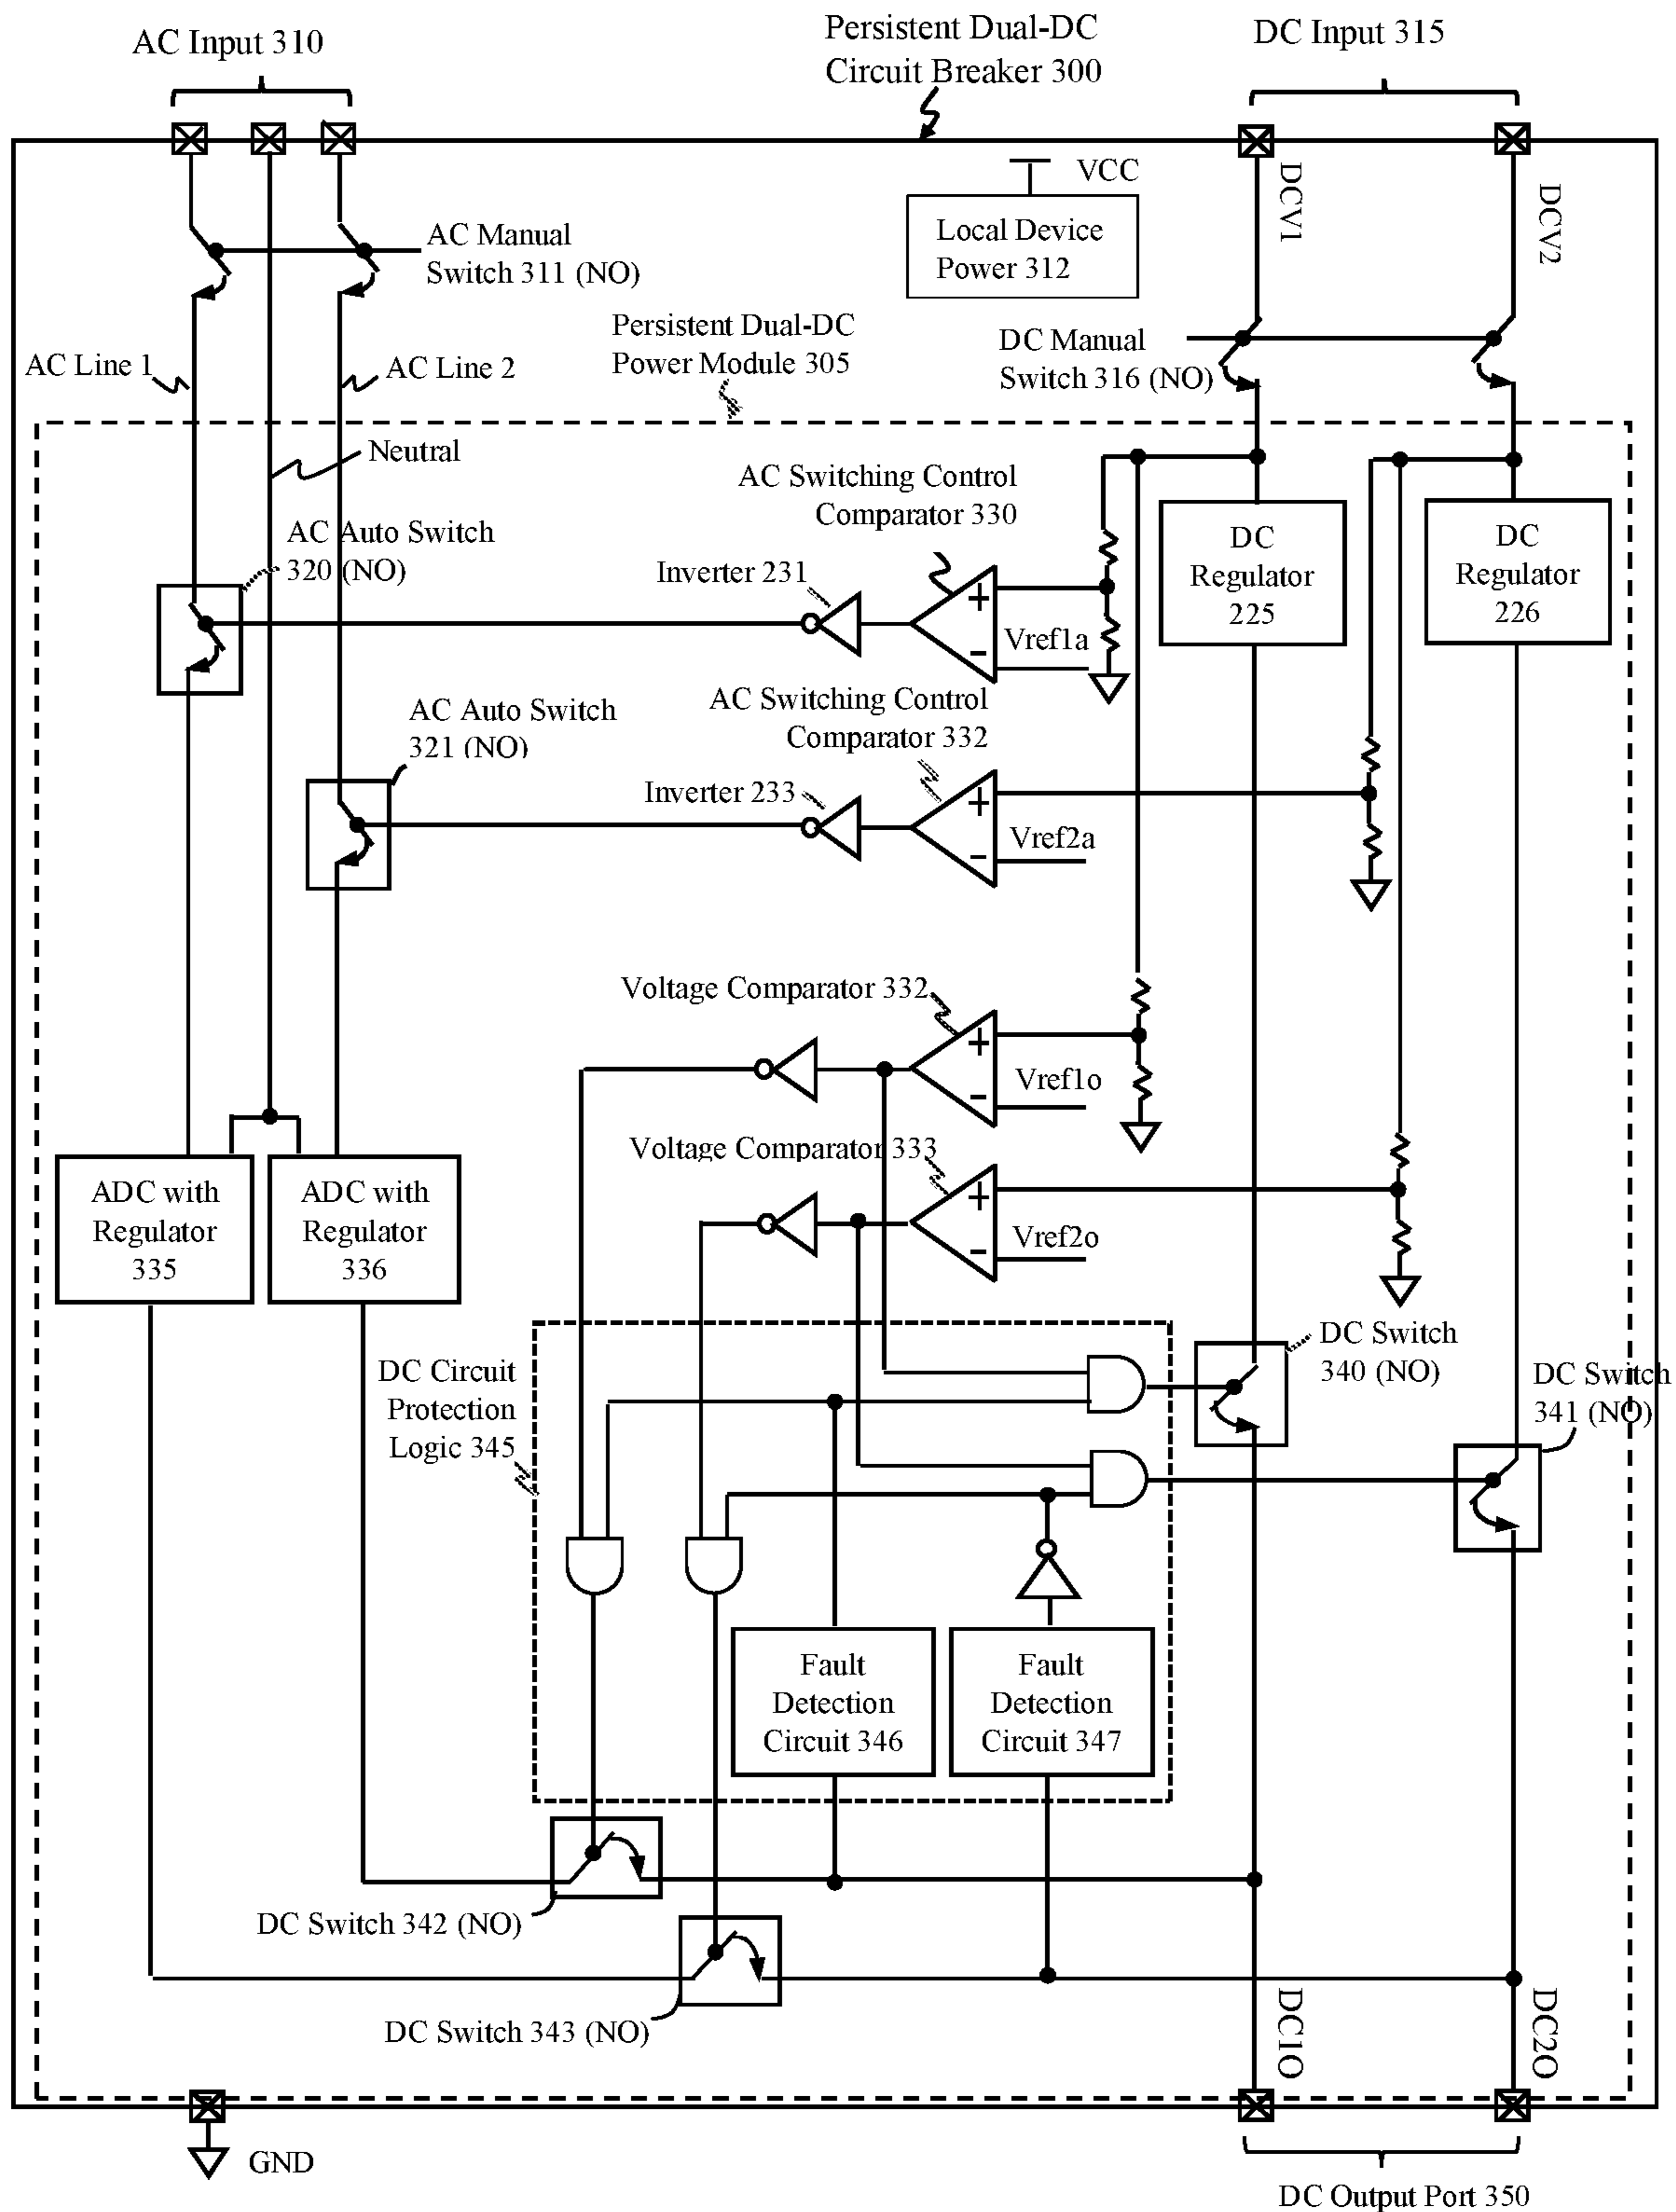 AC Input 310
Persistent Dual-DC
Circuit Breaker 300
DC Input 315
VCC
Local Device
Power 312
DCV1
DCV2
AC Manual
Switch 311 (NO)
Persistent Dual-DC
Power Module 305
DC Manual
Switch 316 (NO)
AC Line 1
AC Line 2
Neutral
AC Switching Control
Comparator 330
AC Auto Switch
320 (NO)
Inverter 231
+
Vref1a
-
DC
Regulator
225
DC
Regulator
226
AC Auto Switch
321 (NO)
AC Switching Control
Comparator 332
Inverter 233
+
Vref2a
-
Voltage Comparator 332
+
Vref1o
-
Voltage Comparator 333
+
Vref2o
-
ADC with
Regulator
335
ADC with
Regulator
336
DC Circuit
Protection
Logic 345
DC Switch
340 (NO)
DC Switch
341 (NO)
Fault
Detection
Circuit 346
Fault
Detection
Circuit 347
DC Switch 342 (NO)
DC Switch 343 (NO)
DC1O
DC2O
GND
DC Output Port 350